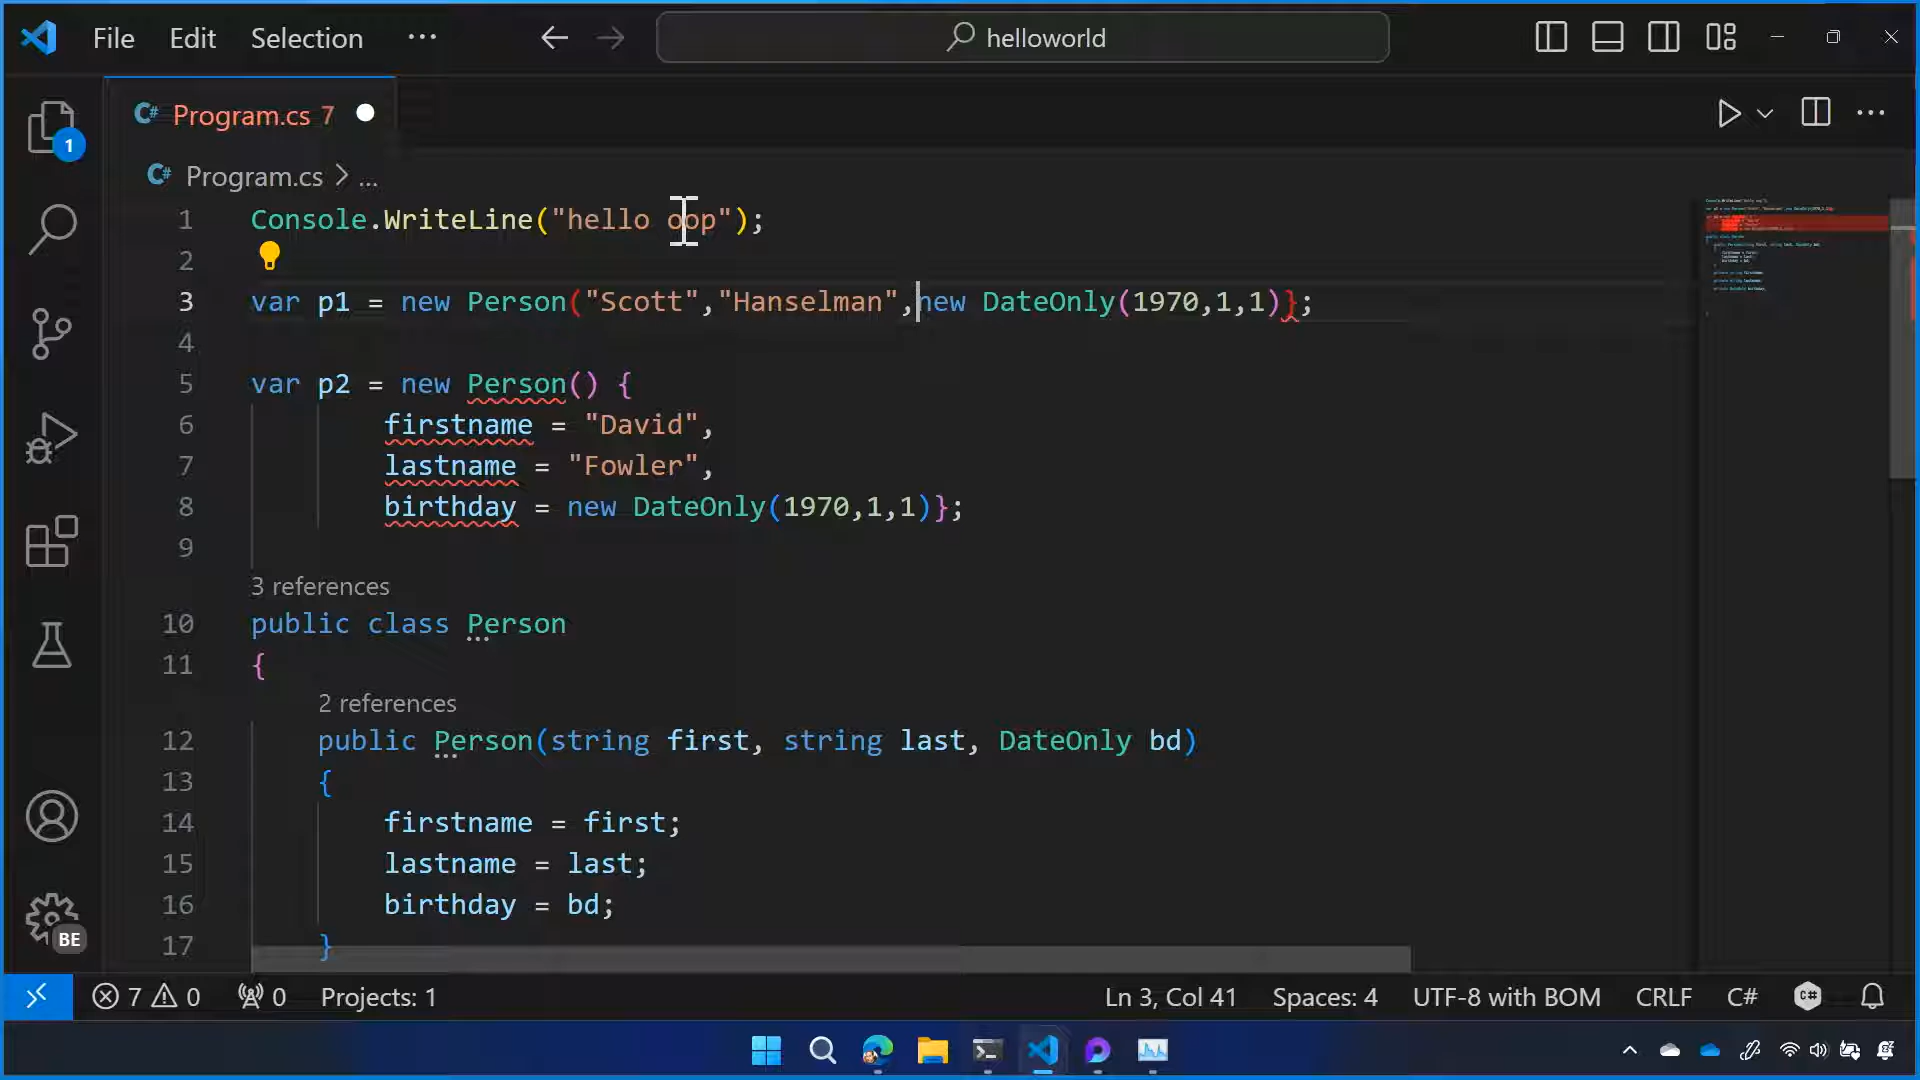 File Edit Selection ···
helloworld
C# Program.cs 7
1
C# Program.cs > ...
1 Console.WriteLine("hello oop");
2
3 var p1 = new Person("Scott","Hanselman",new DateOnly(1970,1,1)};
4
5 var p2 = new Person() {
6 firstname = "David",
7 lastname = "Fowler",
8 birthday = new DateOnly(1970,1,1)};
9
3 references
10 public class Person
11 {
2 references
12 public Person(string first, string last, DateOnly bd)
13 {
14 firstname = first;
15 lastname = last;
16 birthday = bd;
17 }
BE
7 0 0 Projects: 1 Ln 3, Col 41 Spaces: 4 UTF-8 with BOM CRLF C#